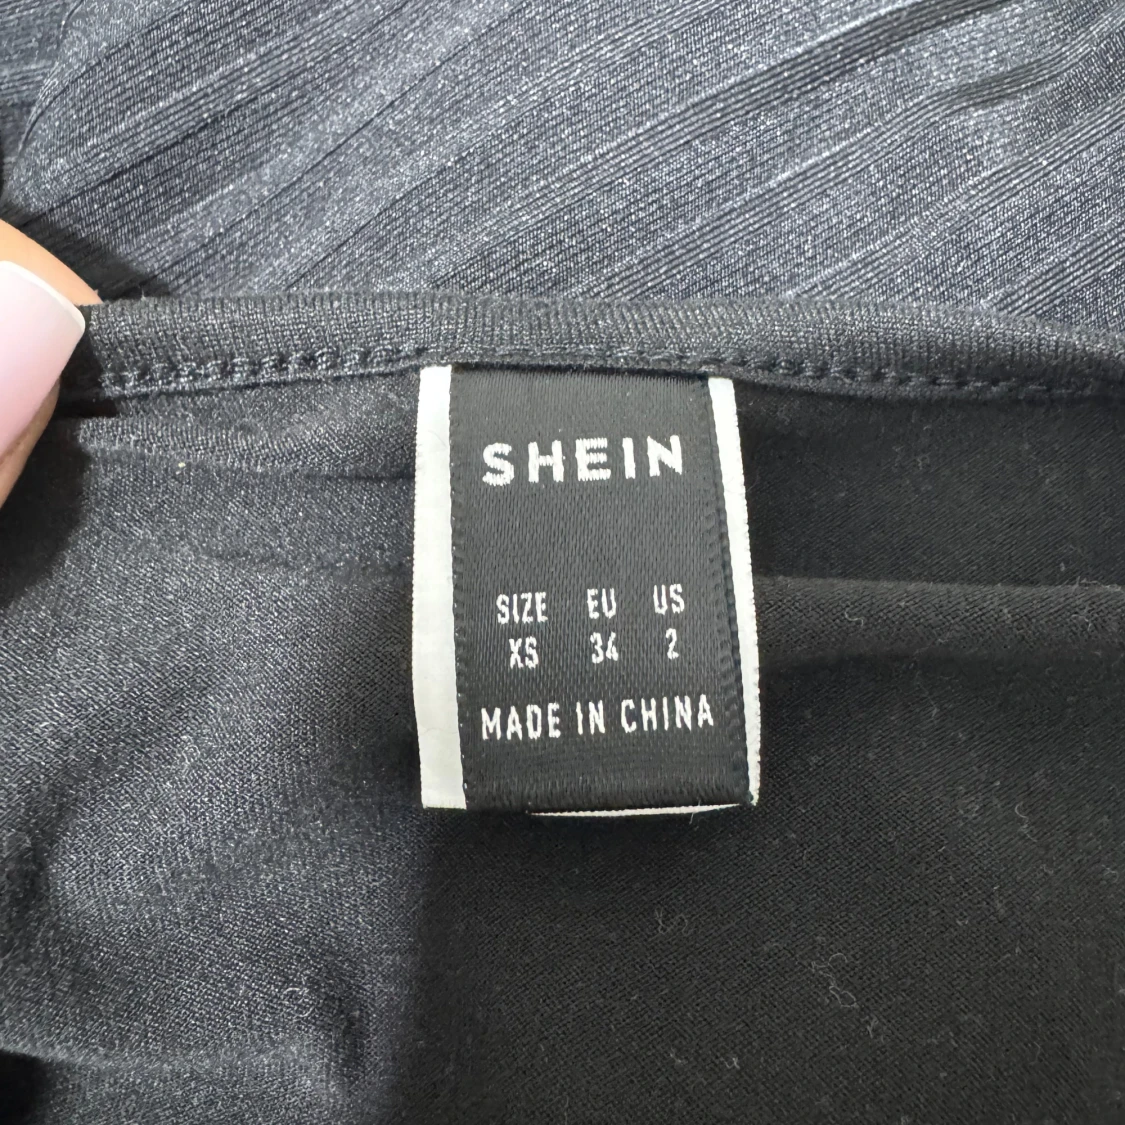 SHEIN
SIZE EU US
XS 34 2
MADE IN CHINA